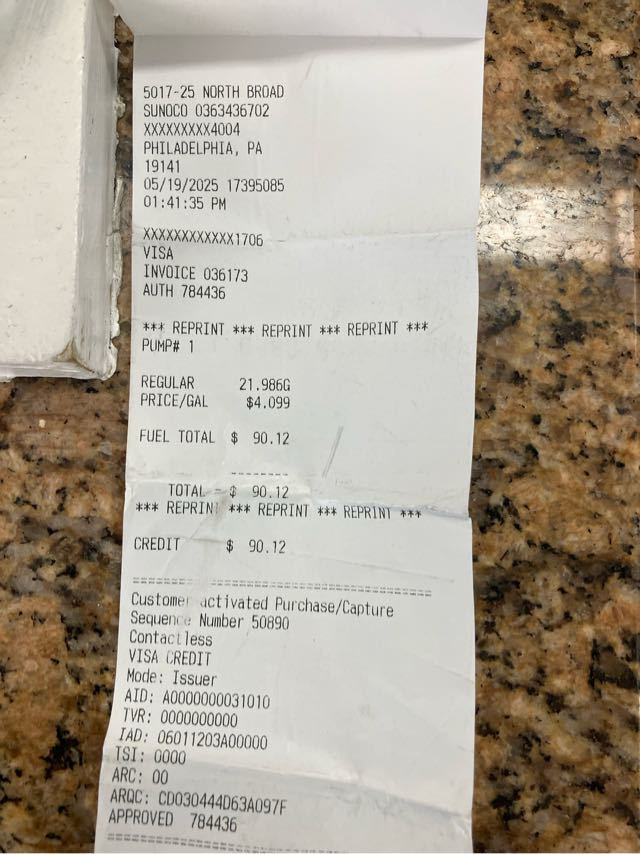 5017-25 NORTH BROAD
SUNOCO 0363436702
XXXXXXXXX4004
PHILADELPHIA, PA
19141
05/19/2025 17395085
01:41:35 PM
XXXXXXXXXXXX1706
VISA
INVOICE 036173
AUTH 784436
*** REPRINT *** REPRINT *** REPRINT ***
PUMP# 1
REGULAR 21.986G
PRICE/GAL $4.099
FUEL TOTAL $ 90.12
--------
TOTAL = $ 90.12
*** REPRINT *** REPRINT *** REPRINT ***
CREDIT $ 90.12
=======================================
Customer activated Purchase/Capture
Sequence Number 50890
Contactless
VISA CREDIT
Mode: Issuer
AID: A0000000031010
TVR: 0000000000
IAD: 06011203A00000
TSI: 0000
ARC: 00
ARQC: CD030444D63A097F
APPROVED 784436
=======================================